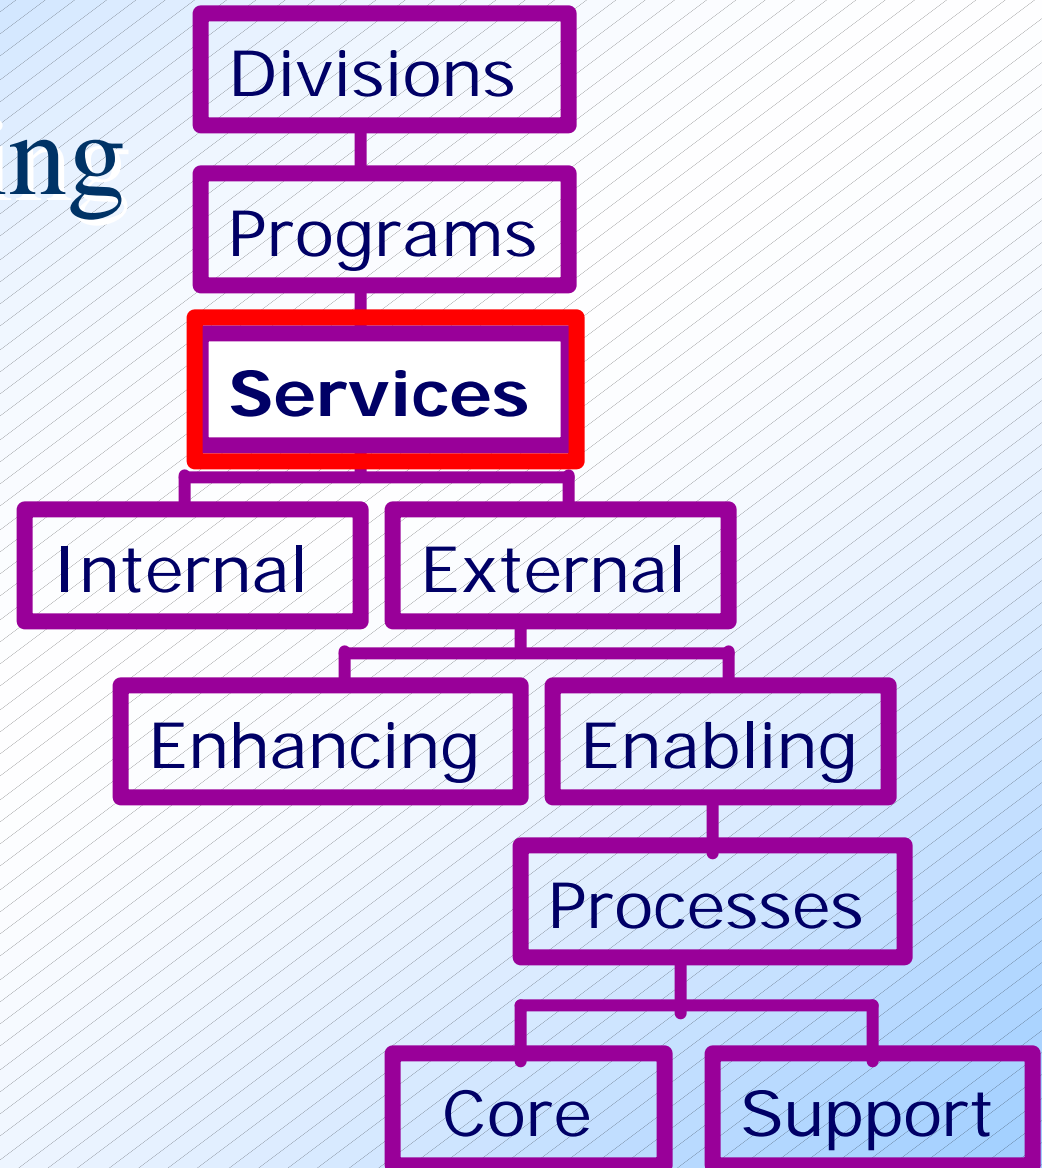 Divisions
ing
Programs
Services
Internal External
Enhancing Enabling
Processes
Core Support